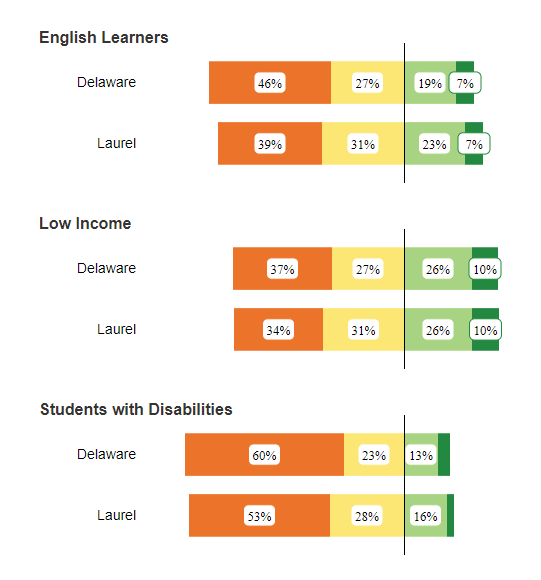 English Learners
Delaware 46% 27% 19% 7%
Laurel 39% 31% 23% 7%
Low Income
Delaware 37% 27% 26% 10%
Laurel 34% 31% 26% 10%
Students with Disabilities
Delaware 60% 23% 13%
Laurel 53% 28% 16%